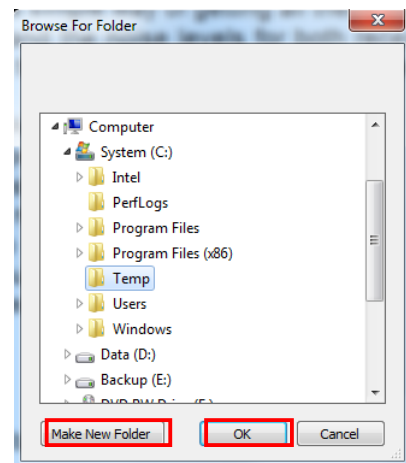 Browse For Folder
Computer
System (C:)
Intel
PerfLogs
Program Files
Program Files (x86)
Temp
Users
Windows
Data (D:)
Backup (E:)
Make New Folder OK Cancel